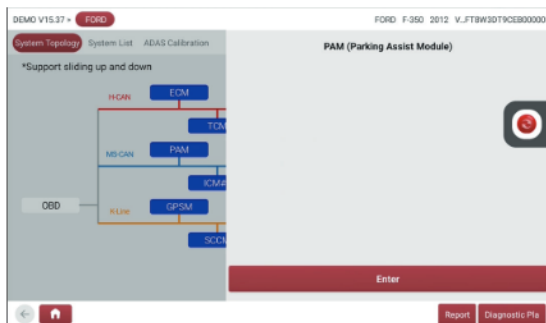 DEMO V15.37 > FORD
FORD F-350 2012 V...FT8W3DT9CEB00000
System Topology System List ADAS Calibration
PAM (Parking Assist Module)
*Support sliding up and down
H-CAN ECM
TCM
MS-CAN PAM
ICM#
OBD
K-Line GPSM
SCCM
Enter
Report Diagnostic Pla